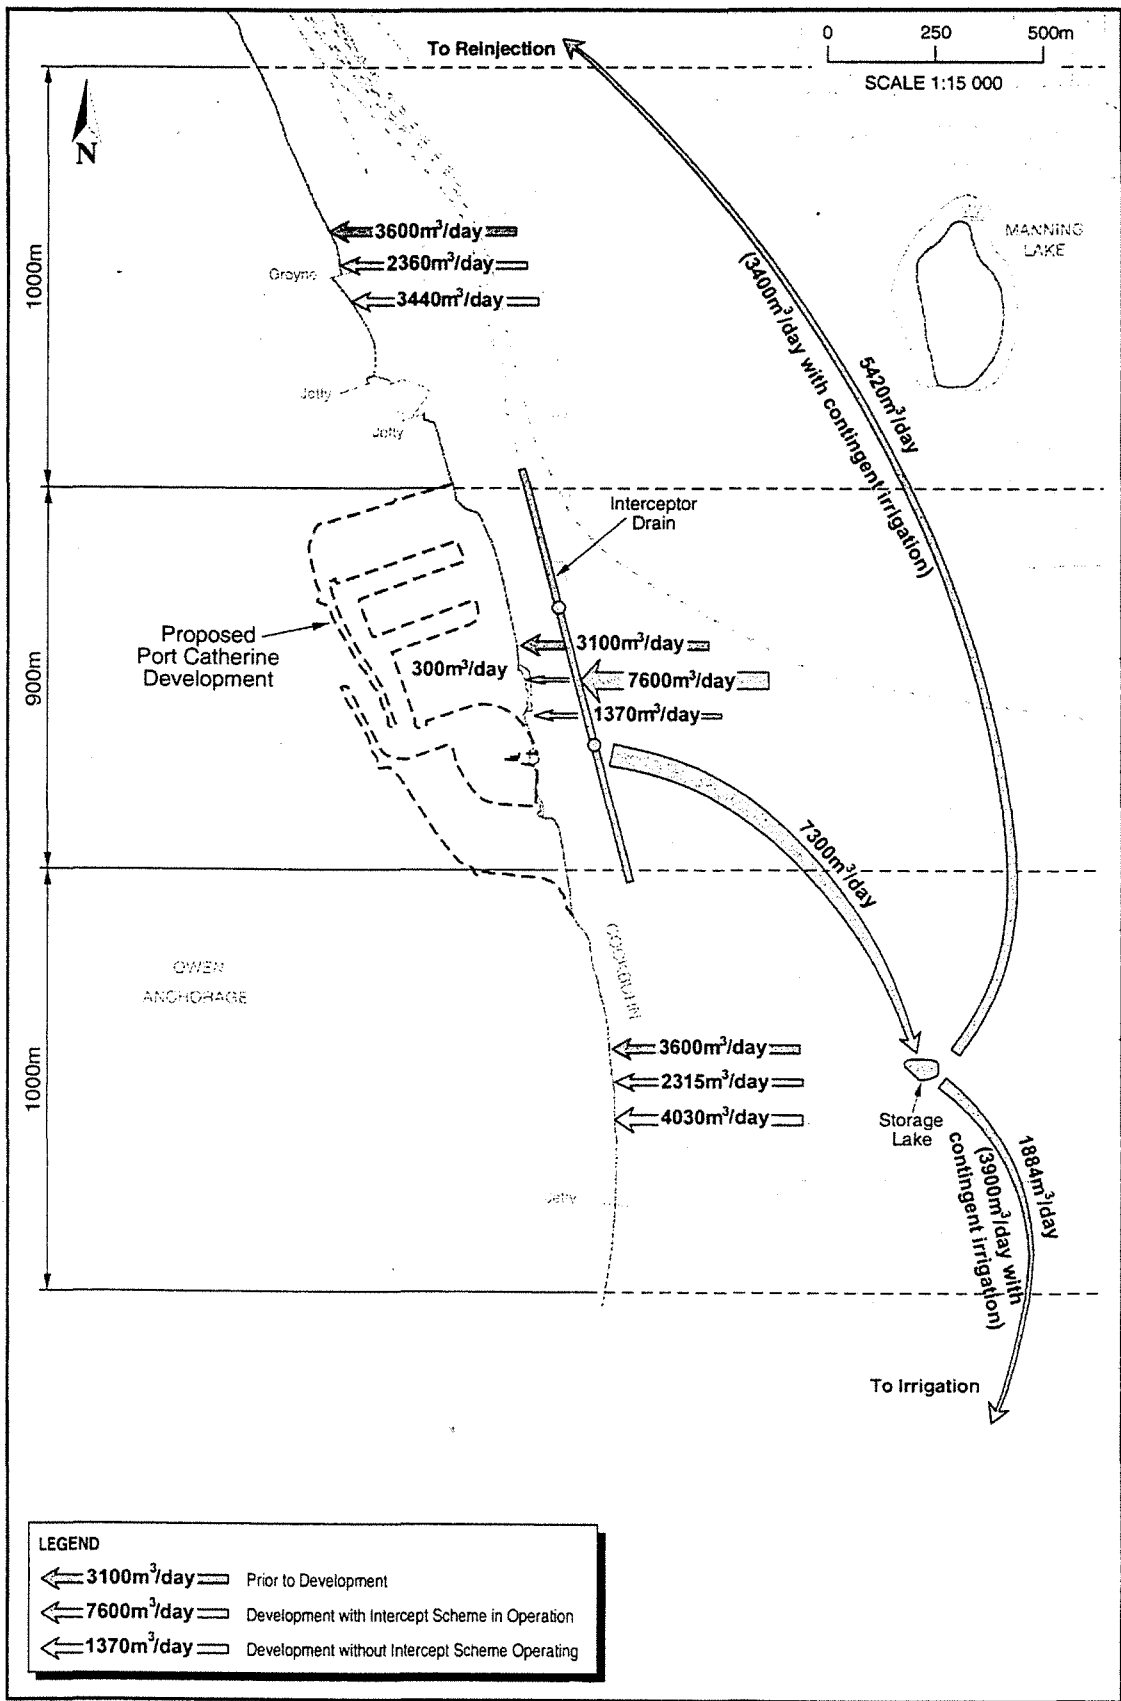 To Reinjection
0 250 500m
SCALE 1:15 000
N
MANNING
LAKE
1000m
3600m³/day
2360m³/day
Groyne
3440m³/day
(3400m³/day with contingent irrigation)
5420m³/day
Jetty
Jetty
Interceptor
Drain
900m
Proposed
Port Catherine
Development
3100m³/day
300m³/day
7600m³/day
1370m³/day
7300m³/day
OWEN
ANCHORAGE
COCKBURN
1000m
3600m³/day
2315m³/day
4030m³/day
Storage
Lake
1884m³/day
(3900m³/day with
contingent irrigation)
Jetty
To Irrigation
LEGEND
3100m³/day Prior to Development
7600m³/day Development with Intercept Scheme in Operation
1370m³/day Development without Intercept Scheme Operating